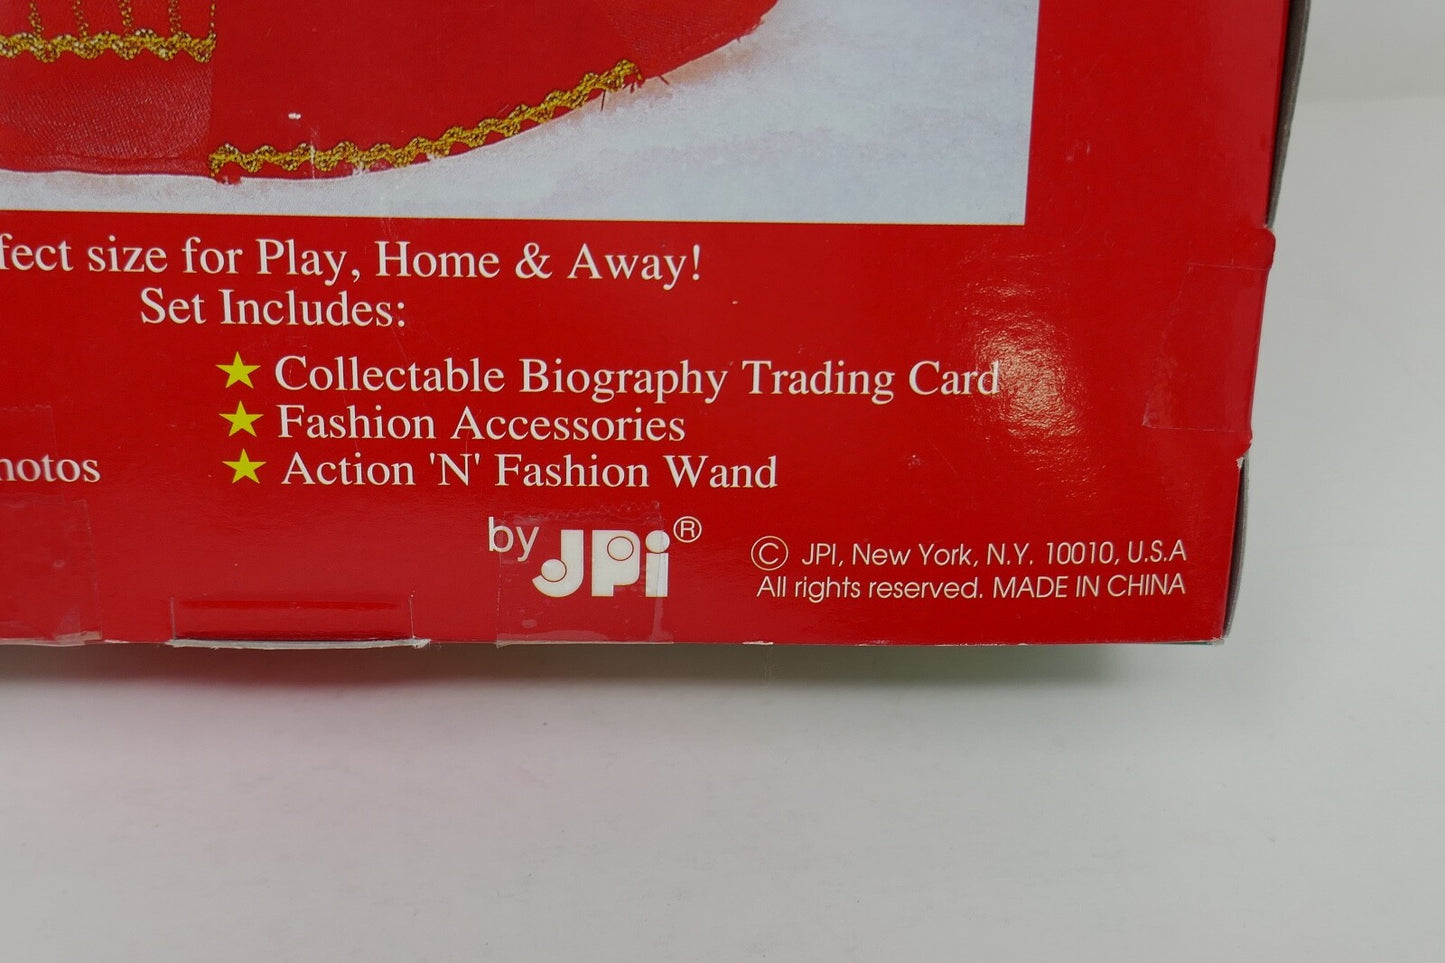 fect size for Play, Home & Away!
Set Includes:
★ Collectable Biography Trading Card
★ Fashion Accessories
hotos ★ Action 'N' Fashion Wand
by JPi®
© JPI, New York, N.Y. 10010, U.S.A
All rights reserved. MADE IN CHINA